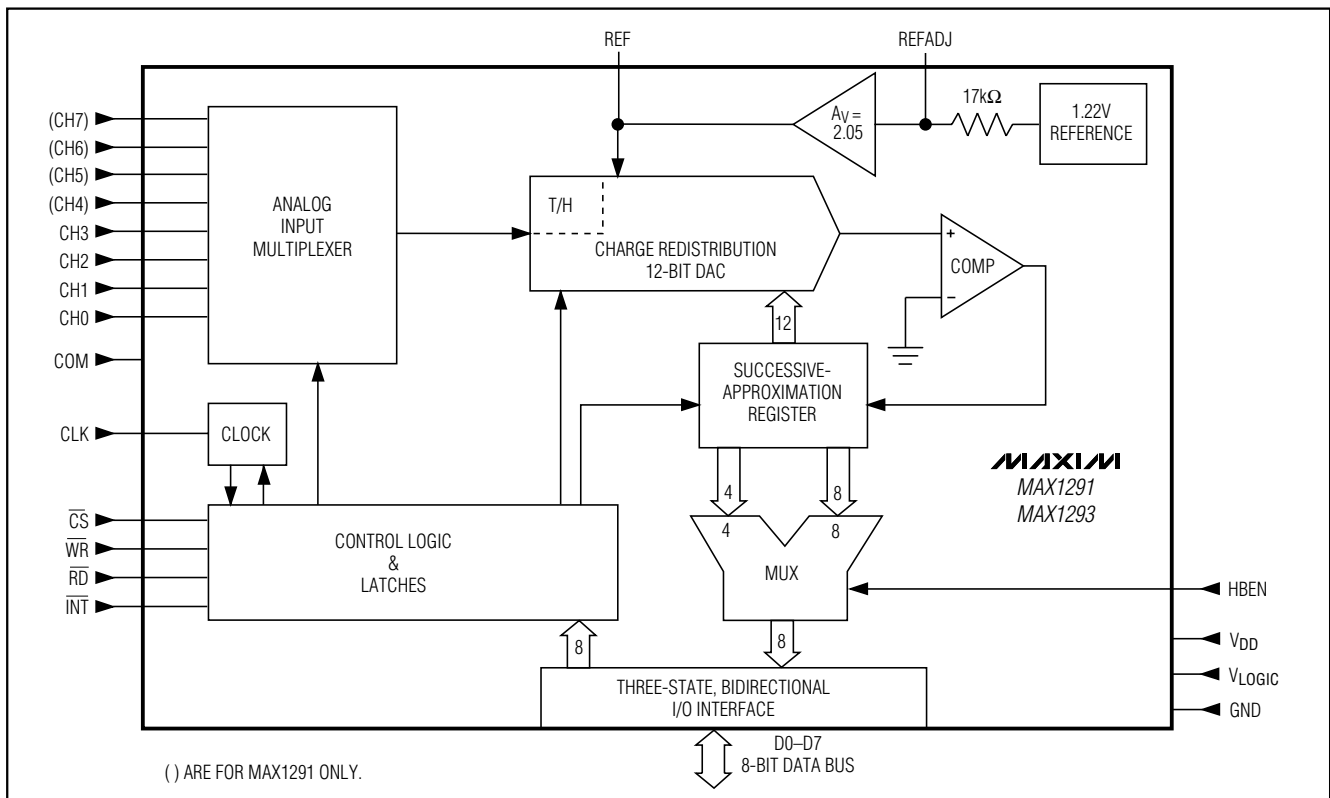 REF
REFADJ
(CH7)
(CH6)
(CH5)
(CH4)
CH3
CH2
CH1
CH0
COM
CLK
CS
WR
RD
INT
ANALOG
INPUT
MULTIPLEXER
CLOCK
CONTROL LOGIC
&
LATCHES
T/H
CHARGE REDISTRIBUTION
12-BIT DAC
AV =
2.05
17kΩ
1.22V
REFERENCE
+
COMP
−
12
SUCCESSIVE-
APPROXIMATION
REGISTER
4
8
4
8
MUX
8
8
THREE-STATE, BIDIRECTIONAL
I/O INTERFACE
D0–D7
8-BIT DATA BUS
MAXIM
MAX1291
MAX1293
HBEN
VDD
VLOGIC
GND
( ) ARE FOR MAX1291 ONLY.